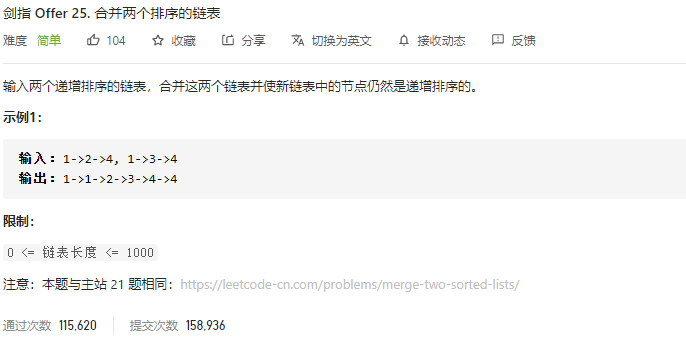 剑指 Offer 25. 合并两个排序的链表
难度 简单 104 收藏 分享 切换为英文 接收动态 反馈
输入两个递增排序的链表，合并这两个链表并使新链表中的节点仍然是递增排序的。
示例1：
输入：1->2->4, 1->3->4
输出：1->1->2->3->4->4
限制：
0 <= 链表长度 <= 1000
注意：本题与主站 21 题相同：https://leetcode-cn.com/problems/merge-two-sorted-lists/
通过次数 115,620 提交次数 158,936